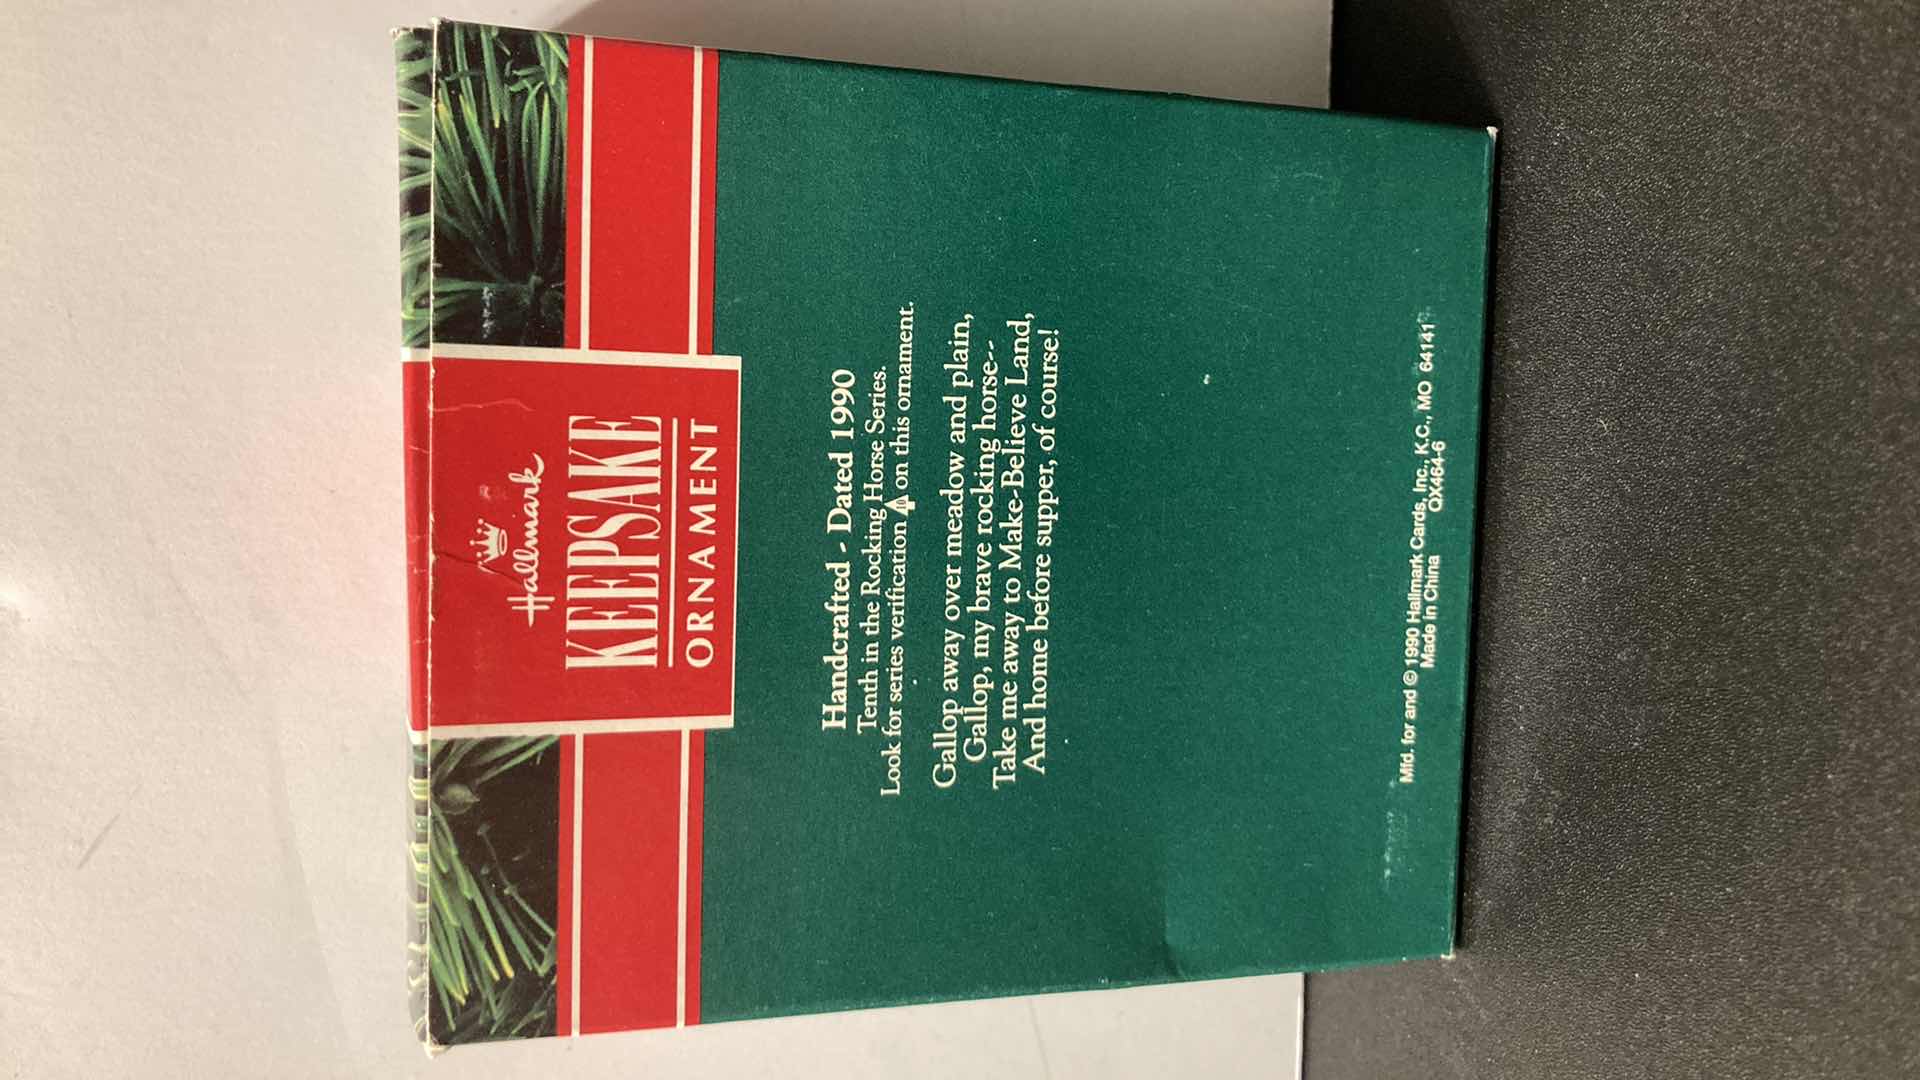 Hallmark
KEEPSAKE
ORNAMENT
Handcrafted - Dated 1990
Tenth in the Rocking Horse Series.
Look for series verification 10 on this ornament.
Gallop away over meadow and plain,
Gallop, my brave rocking horse--
Take me away to Make-Believe Land,
And home before supper, of course!
Mfd. for and © 1990 Hallmark Cards, Inc., K.C., MO 64141
Made in China QX464-6